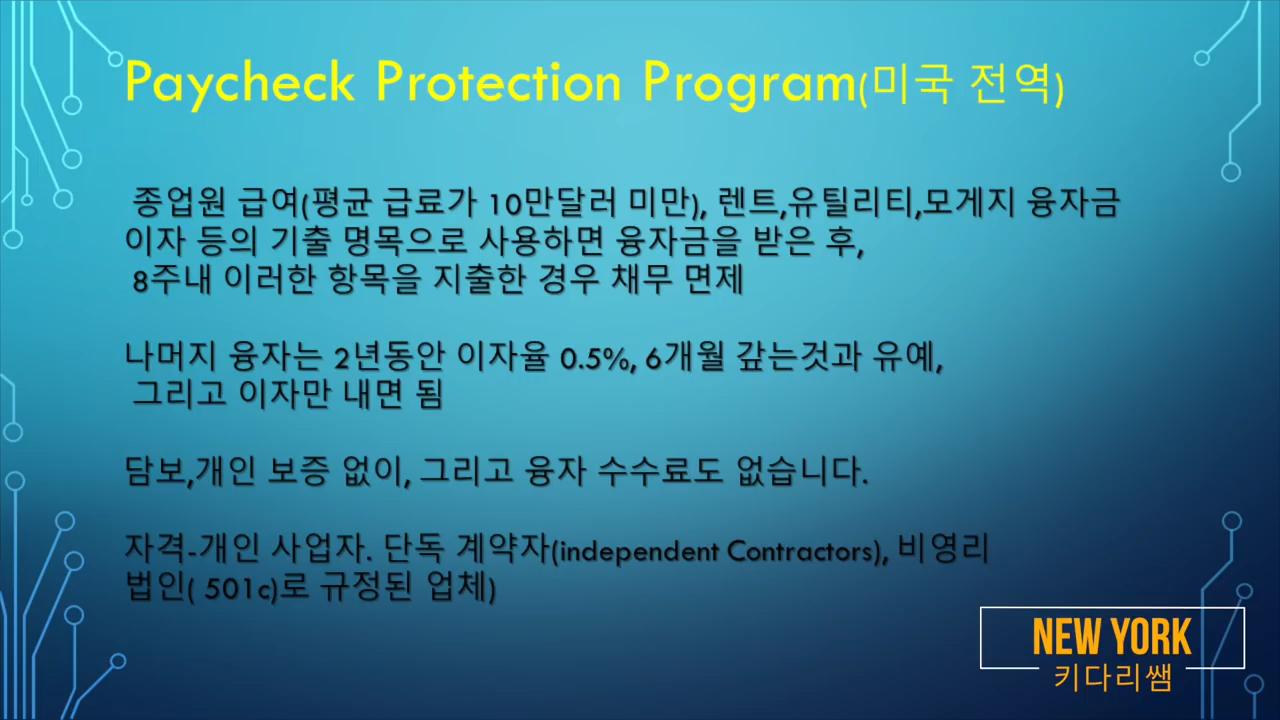 Paycheck Protection Program(미국 전역)
종업원 급여(평균 급료가 10만달러 미만), 렌트,유틸리티,모게지 융자금
이자 등의 기출 명목으로 사용하면 융자금을 받은 후,
8주내 이러한 항목을 지출한 경우 채무 면제
나머지 융자는 2년동안 이자율 0.5%, 6개월 갚는것과 유예,
그리고 이자만 내면 됨
담보,개인 보증 없이, 그리고 융자 수수료도 없습니다.
자격-개인 사업자. 단독 계약자(independent Contractors), 비영리
법인( 501c)로 규정된 업체)
NEW YORK
키다리쌤